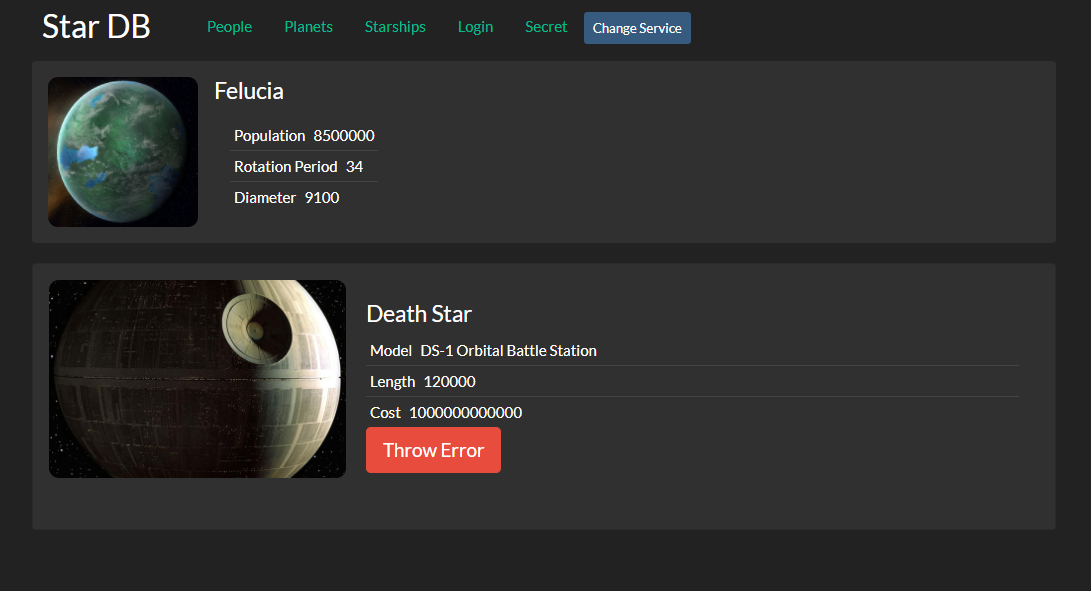 Star DB People Planets Starships Login Secret Change Service
Felucia
Population 8500000
Rotation Period 34
Diameter 9100
Death Star
Model DS-1 Orbital Battle Station
Length 120000
Cost 1000000000000
Throw Error